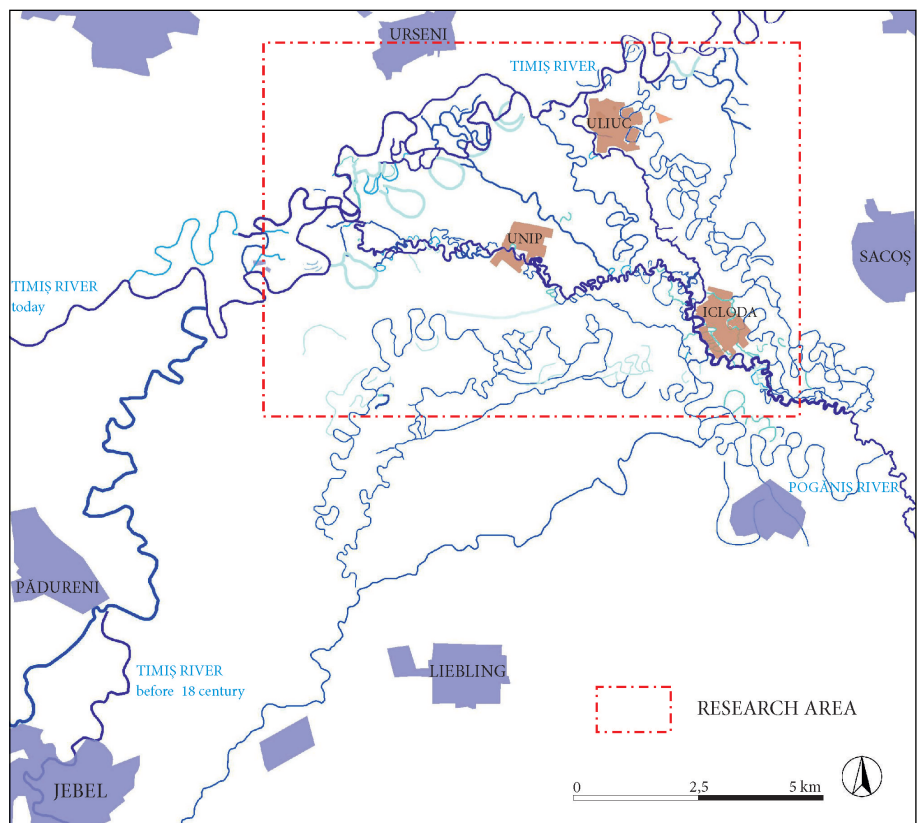 URSENI
TIMIȘ RIVER
ULIUC
UNIP
SACOȘ
TIMIȘ RIVER
today
ICLODA
POGĂNIȘ RIVER
PĂDURENI
TIMIȘ RIVER
before 18 century
LIEBLING
RESEARCH AREA
JEBEL
0 2,5 5 km